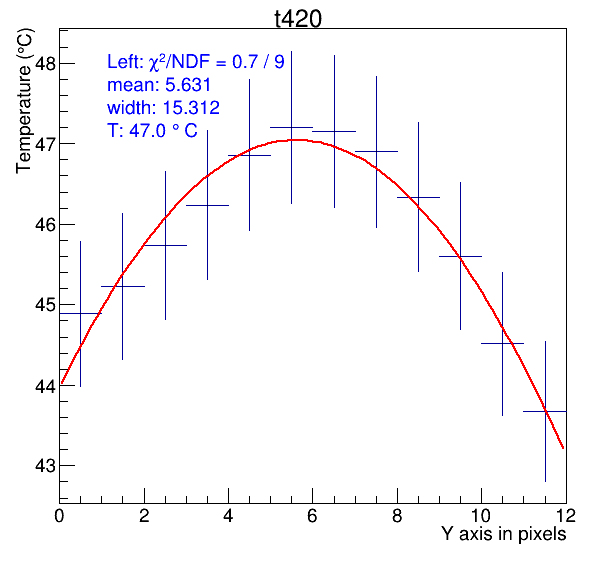 t420
Temperature (°C)
Left: χ²/NDF = 0.7 / 9
mean: 5.631
width: 15.312
T: 47.0 ° C
48
47
46
45
44
43
0 2 4 6 8 10 12
Y axis in pixels